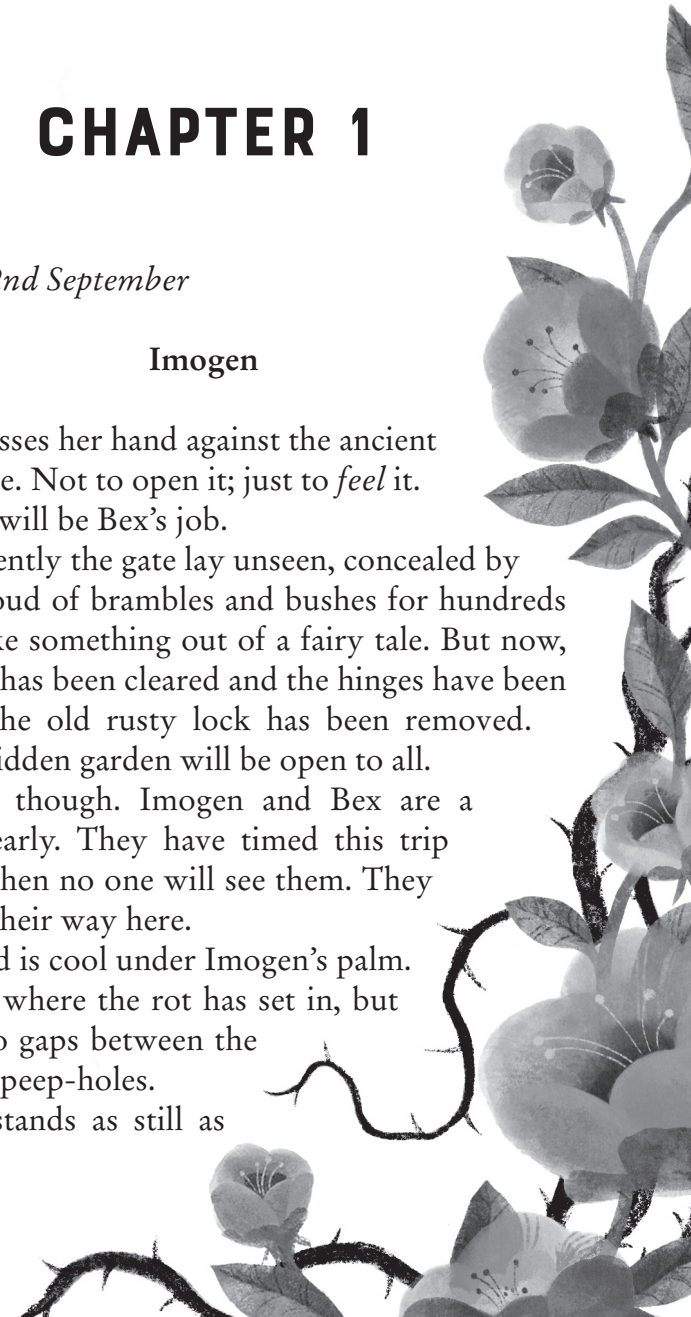 CHAPTER 1
2nd September
Imogen
sses her hand against the ancient
e. Not to open it; just to feel it.
will be Bex’s job.
ently the gate lay unseen, concealed by
oud of brambles and bushes for hundreds
ke something out of a fairy tale. But now,
has been cleared and the hinges have been
he old rusty lock has been removed.
idden garden will be open to all.
though. Imogen and Bex are a
early. They have timed this trip
hen no one will see them. They
heir way here.
d is cool under Imogen’s palm.
where the rot has set in, but
o gaps between the
peep-holes.
stands as still as